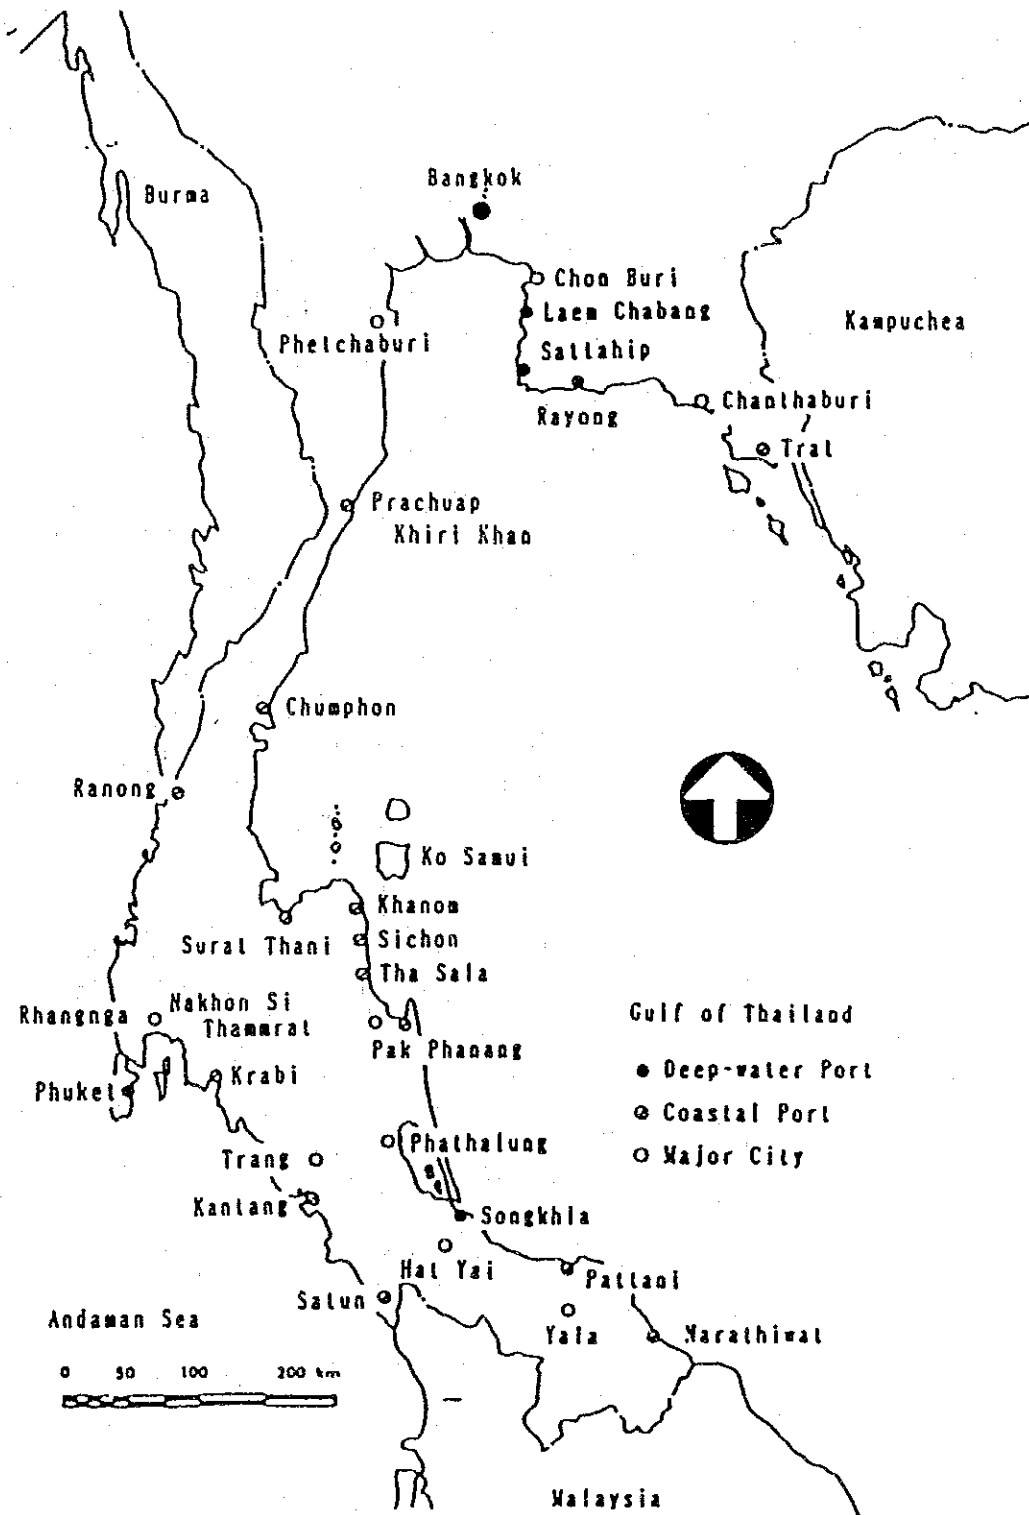 Bangkok
Burma
Chon Buri
Laem Chabang
Kampuchea
Phetchaburi
Sattahip
Chanthaburi
Rayong
Trat
Prachuap
Khiri Khan
Chumphon
Ranong
Ko Samui
Khanom
Surat Thani
Sichon
Tha Sala
Nakhon Si
Thammrat
Rhangnga
Pak Phanang
Gulf of Thailand
Deep-water Port
Coastal Port
Major City
Phuket
Krabi
Phathalung
Trang
Kantang
Songkhla
Hat Yai
Pattani
Satun
Yala
Narathiwat
Andaman Sea
0 50 100 200 km
Malaysia